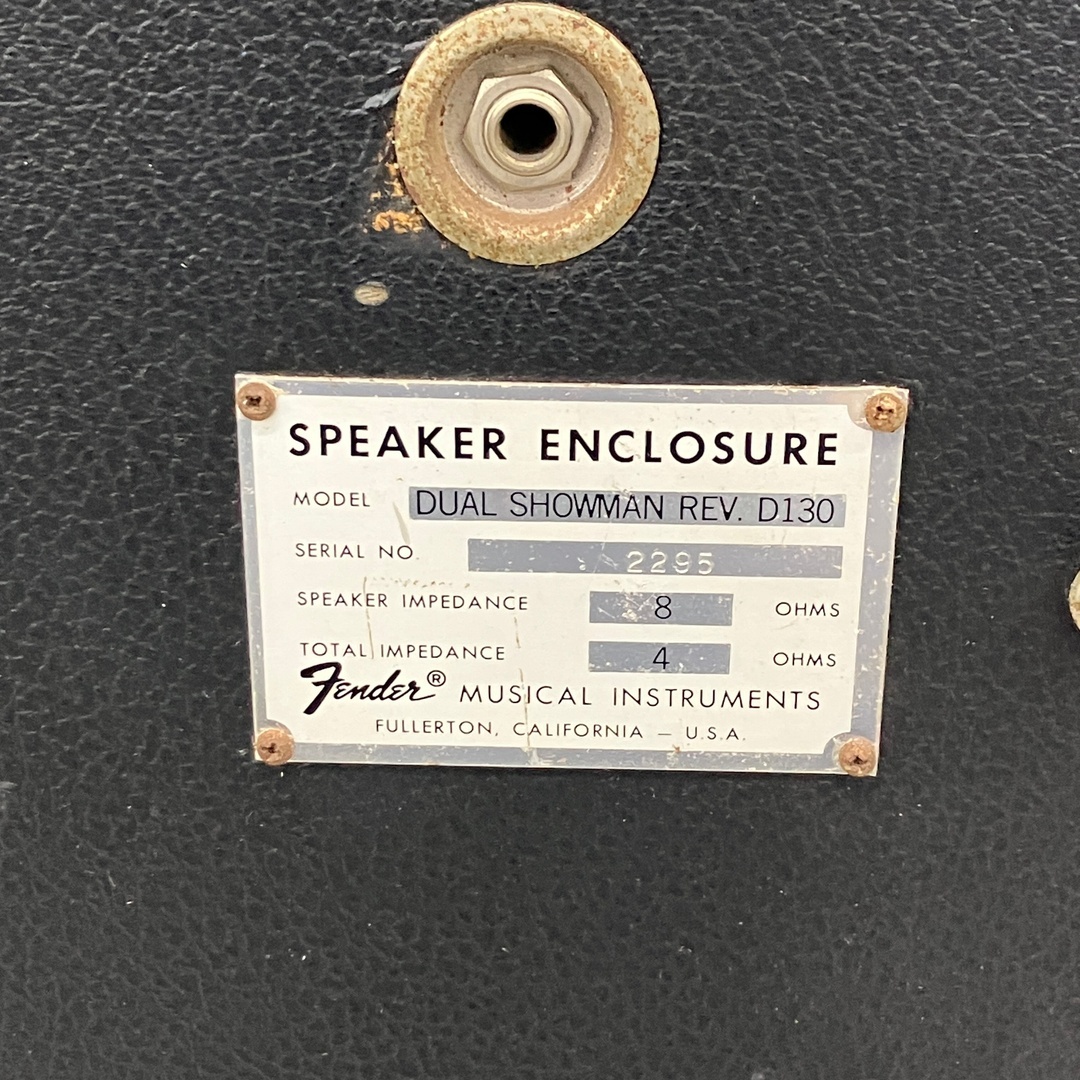 SPEAKER ENCLOSURE
MODEL DUAL SHOWMAN REV. D130
SERIAL NO. 2295
SPEAKER IMPEDANCE 8 OHMS
TOTAL IMPEDANCE 4 OHMS
Fender® MUSICAL INSTRUMENTS
FULLERTON, CALIFORNIA – U.S.A.